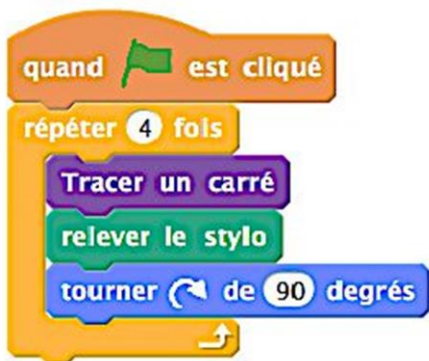 quand est cliqué
répéter 4 fois
Tracer un carré
relever le stylo
tourner de 90 degrés